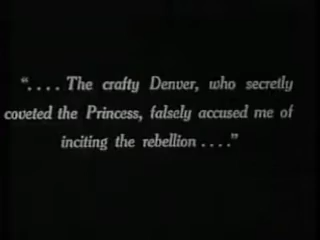 “.... The crafty Denver, who secretly
coveted the Princess, falsely accused me of
inciting the rebellion ....”